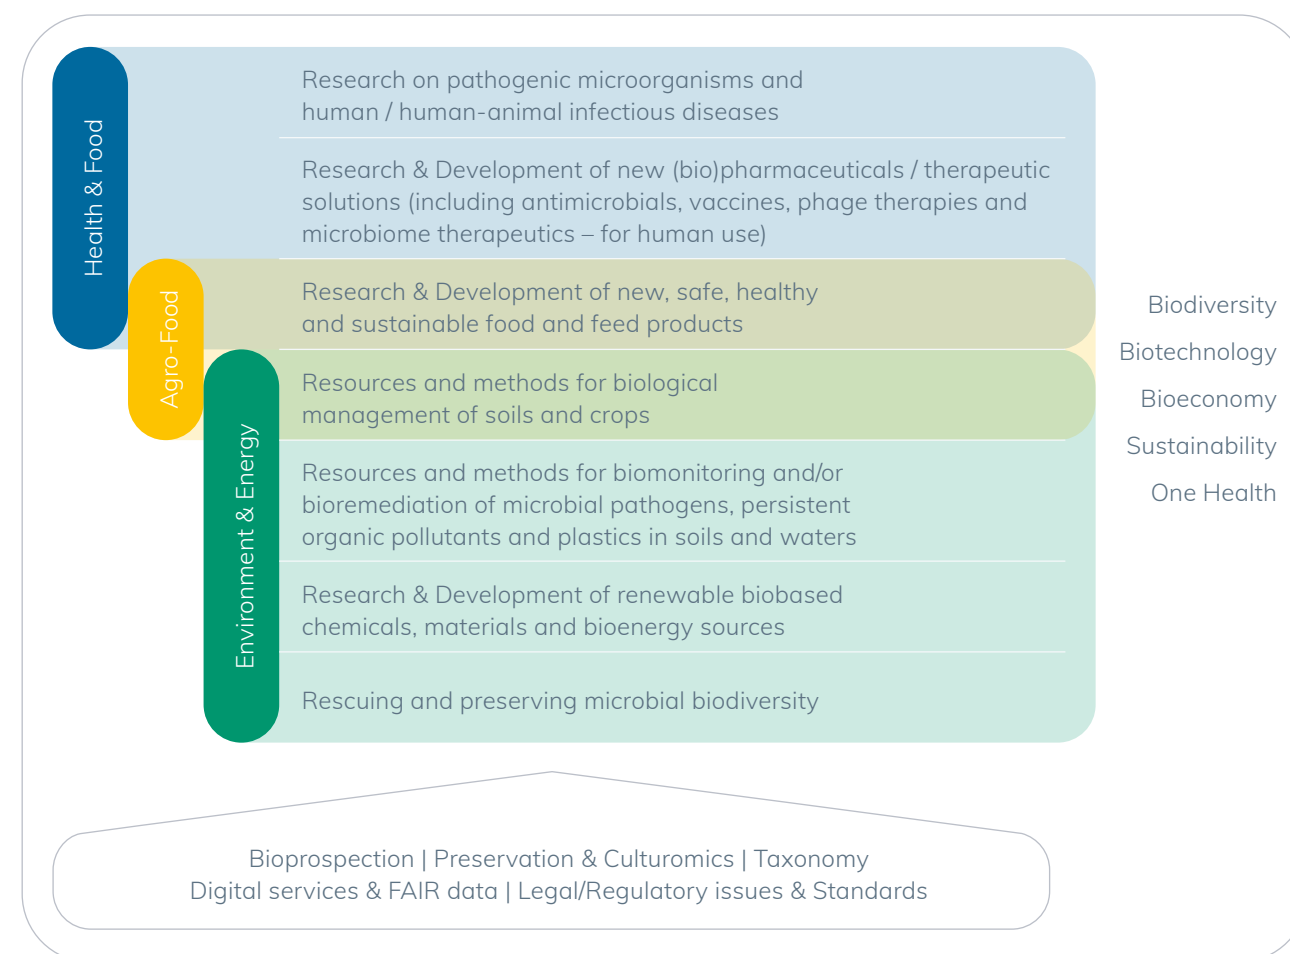 Health & Food
Research on pathogenic microorganisms and
human / human-animal infectious diseases
Research & Development of new (bio)pharmaceuticals / therapeutic
solutions (including antimicrobials, vaccines, phage therapies and
microbiome therapeutics – for human use)
Agro-Food
Research & Development of new, safe, healthy
and sustainable food and feed products
Resources and methods for biological
management of soils and crops
Environment & Energy
Resources and methods for biomonitoring and/or
bioremediation of microbial pathogens, persistent
organic pollutants and plastics in soils and waters
Research & Development of renewable biobased
chemicals, materials and bioenergy sources
Rescuing and preserving microbial biodiversity
Biodiversity
Biotechnology
Bioeconomy
Sustainability
One Health
Bioprospection | Preservation & Culturomics | Taxonomy
Digital services & FAIR data | Legal/Regulatory issues & Standards